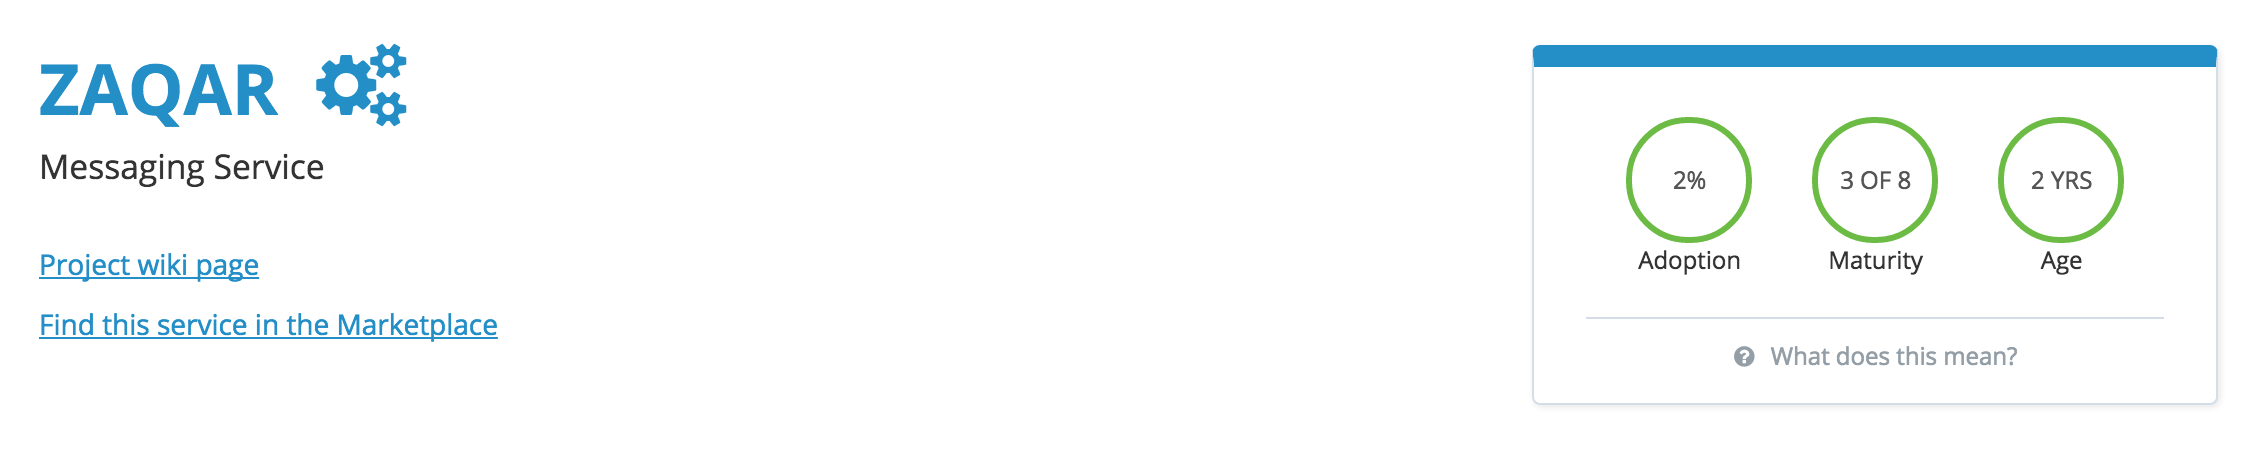 ZAQAR
Messaging Service
Project wiki page
Find this service in the Marketplace
2%
3 OF 8
2 YRS
Adoption
Maturity
Age
? What does this mean?